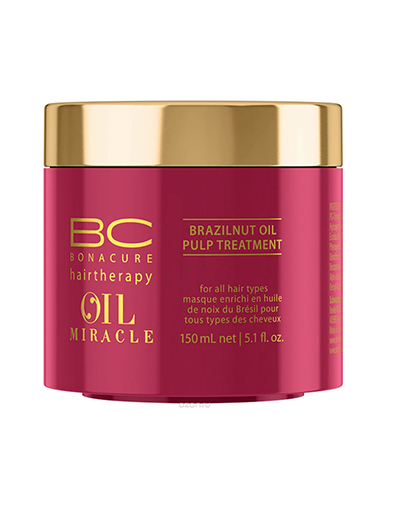 BC
BONACURE
hairtherapy
OIL
MIRACLE
BRAZILNUT OIL
PULP TREATMENT
for all hair types
masque enrichi en huile
de noix du Brésil pour
tous types des cheveux
150 mL net | 5.1 fl. oz.